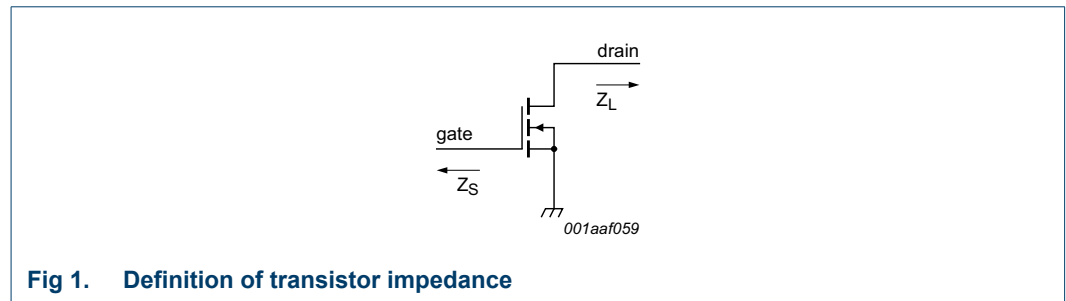 drain
Z_L
gate
Z_S
001aaf059
Fig 1. Definition of transistor impedance